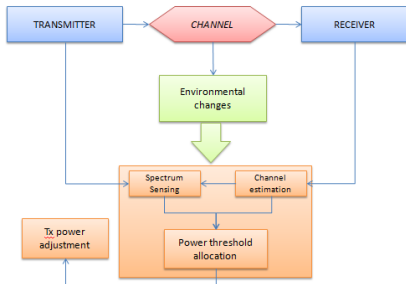 TRANSMITTER
CHANNEL
RECEIVER
Environmental
changes
Spectrum
Sensing
Channel
estimation
Tx power
adjustment
Power threshold
allocation